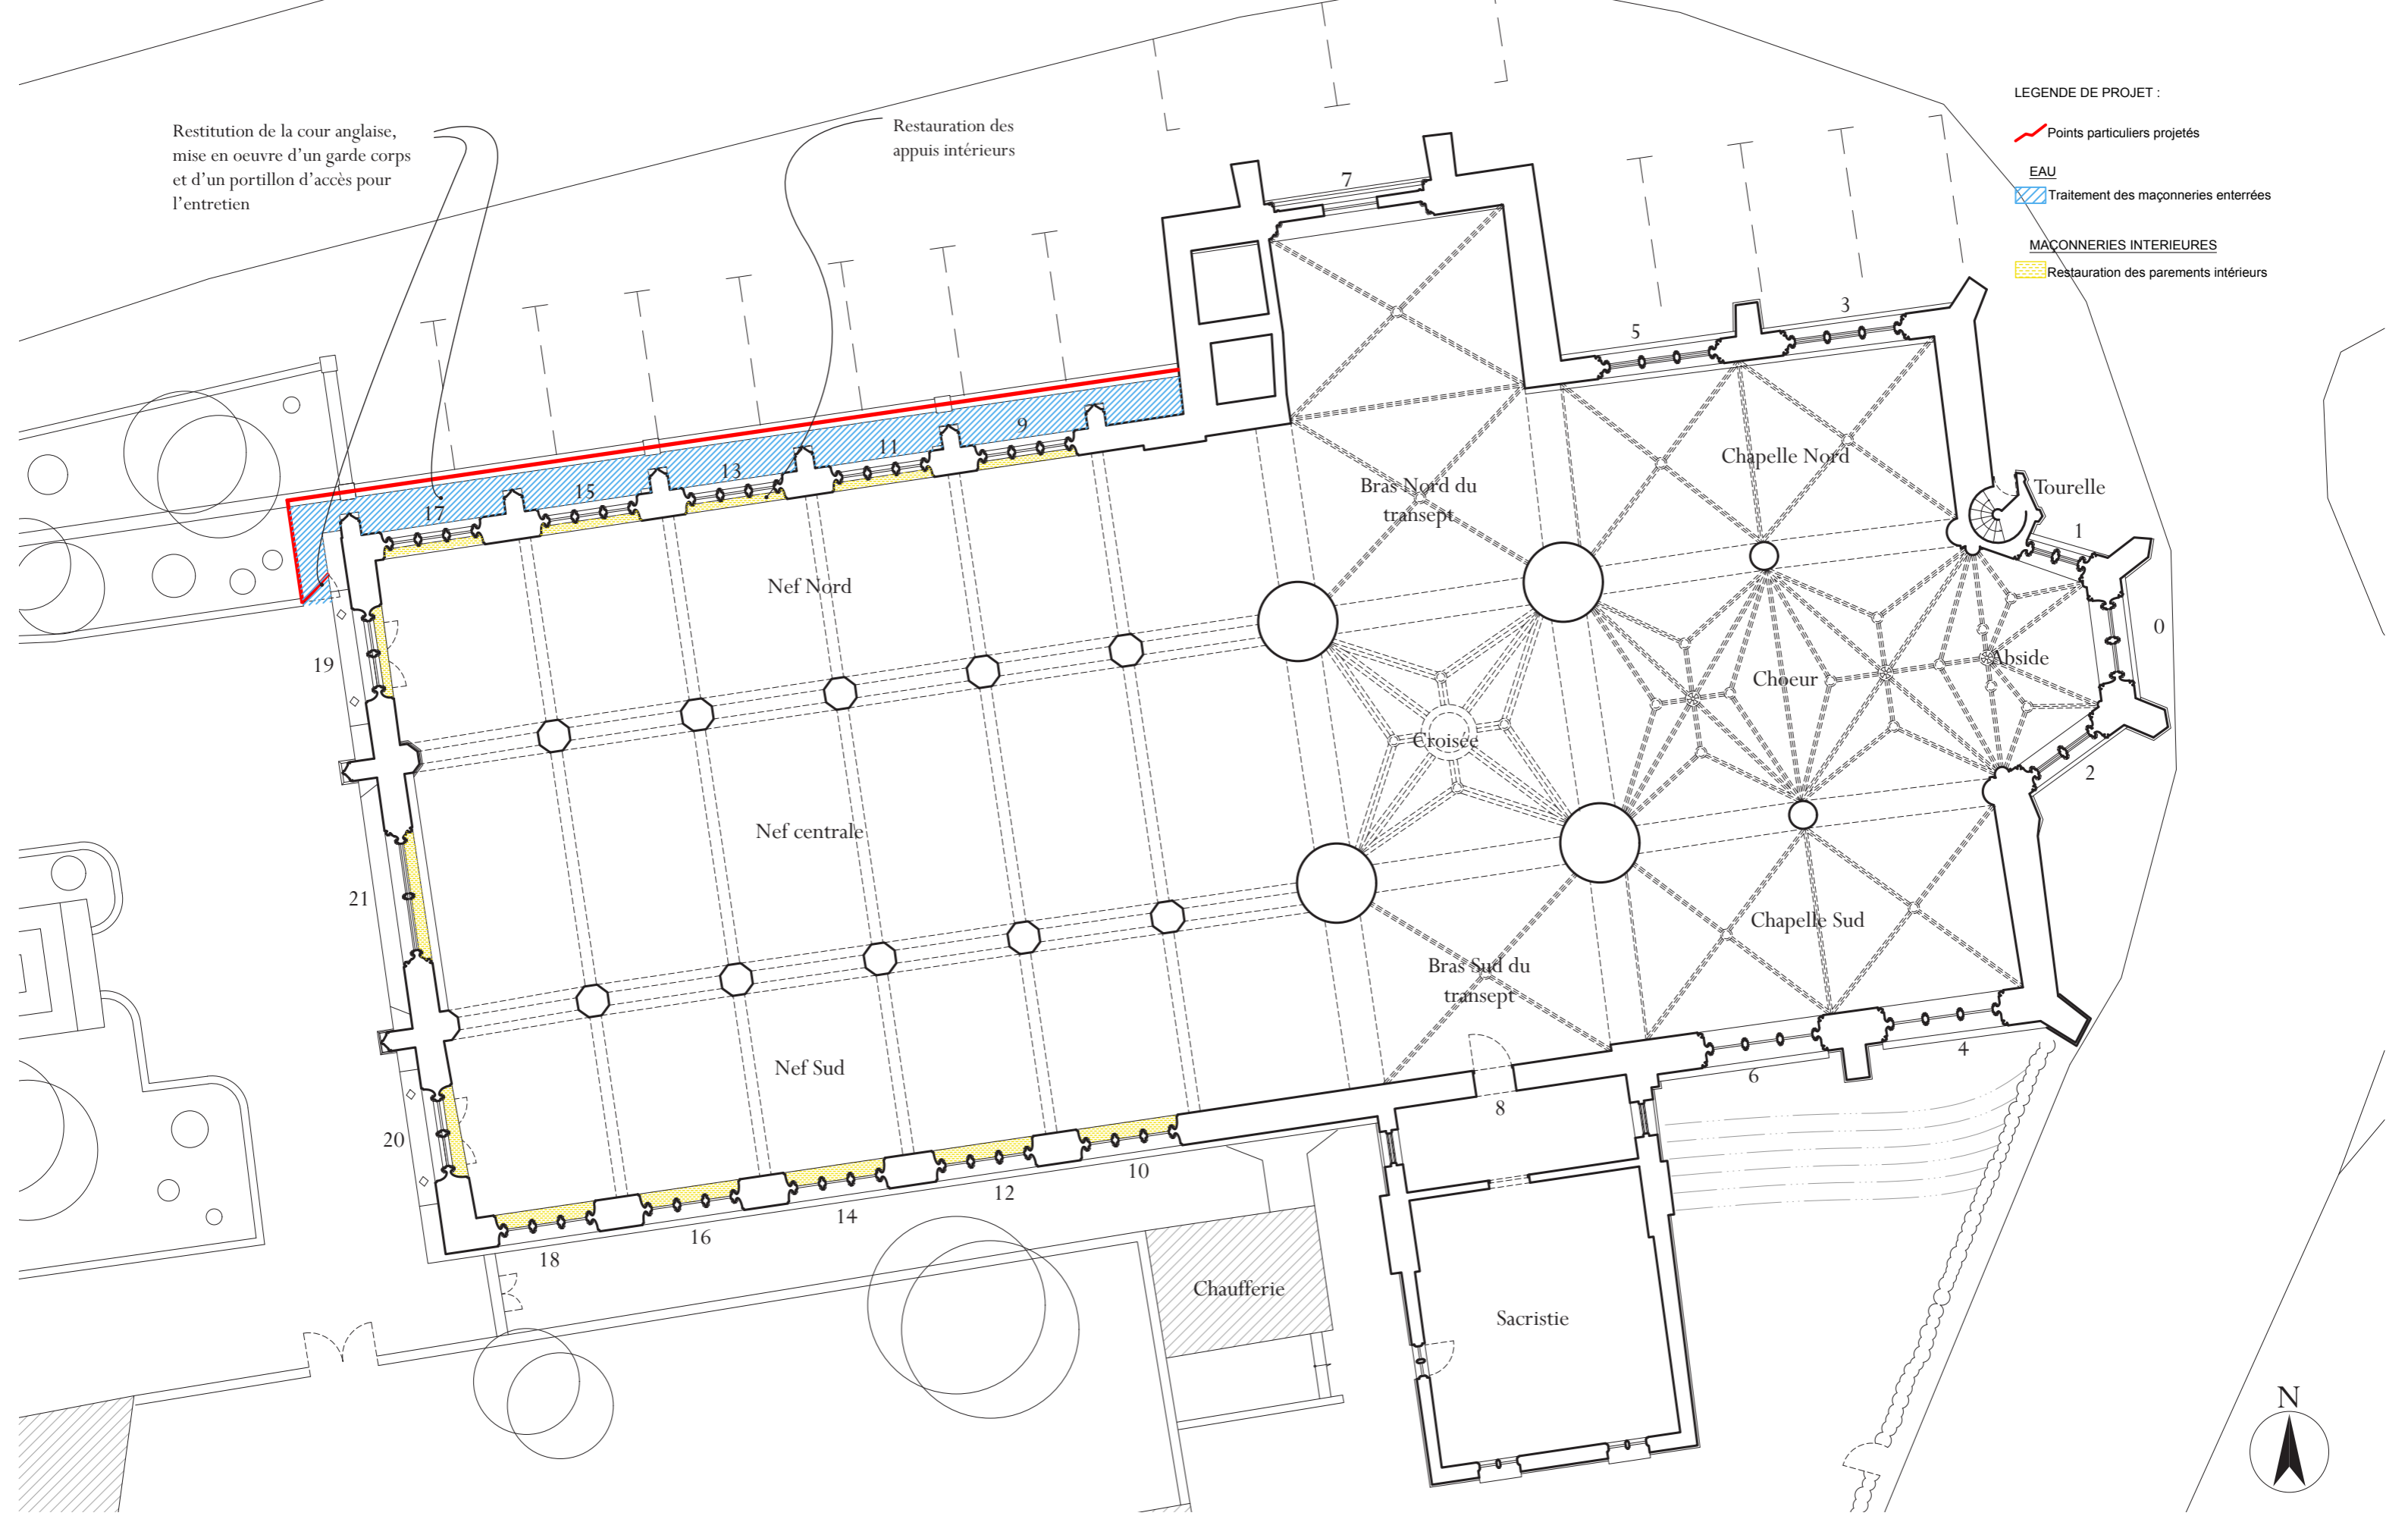 Restitution de la cour anglaise,
mise en oeuvre d'un garde corps
et d'un portillon d'accès pour
l'entretien
Restauration des
appuis intérieurs
LEGENDE DE PROJET :
Points particuliers projetés
EAU
Traitement des maçonneries enterrées
MAÇONNERIES INTERIEURES
Restauration des parements intérieurs
7
5
3
Chapelle Nord
Tourelle
1
0
Bras Nord du
transept
9
11
13
15
17
Nef Nord
19
Choeur
Abside
Croisée
2
Nef centrale
21
Chapelle Sud
Bras Sud du
transept
Nef Sud
20
8
6
4
10
12
14
16
18
Chaufferie
Sacristie
N